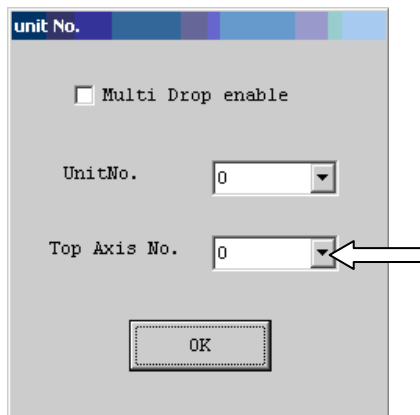 unit No.
Multi Drop enable
UnitNo. 0
Top Axis No. 0
OK